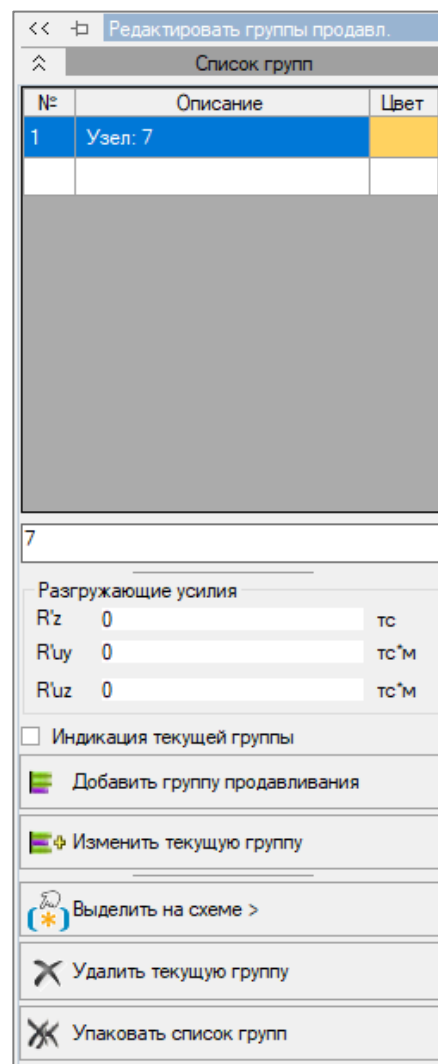 << Редактировать группы продавл.
Список групп
№ Описание Цвет
1 Узел: 7
7
Разгружающие усилия
R'z 0 тс
R'uy 0 тс*м
R'uz 0 тс*м
Индикация текущей группы
Добавить группу продавливания
Изменить текущую группу
Выделить на схеме >
Удалить текущую группу
Упаковать список групп